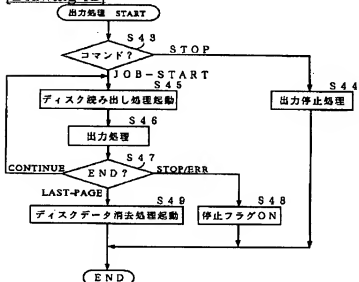 出力処理 START
S43
コマンド?
STOP
JOB-START
S45
S44
ディスク読み出し処理起動
出力停止処理
S46
出力処理
S47
CONTINUE
END?
STOP/ERR
LAST-PAGE
S49
S48
ディスクデータ消去処理起動
停止フラグON
END